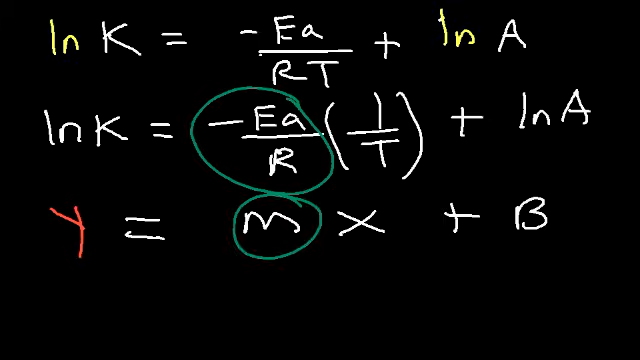 ln K = -Ea/RT + ln A
ln K = -Ea/R (1/T) + ln A
Y = m X + B